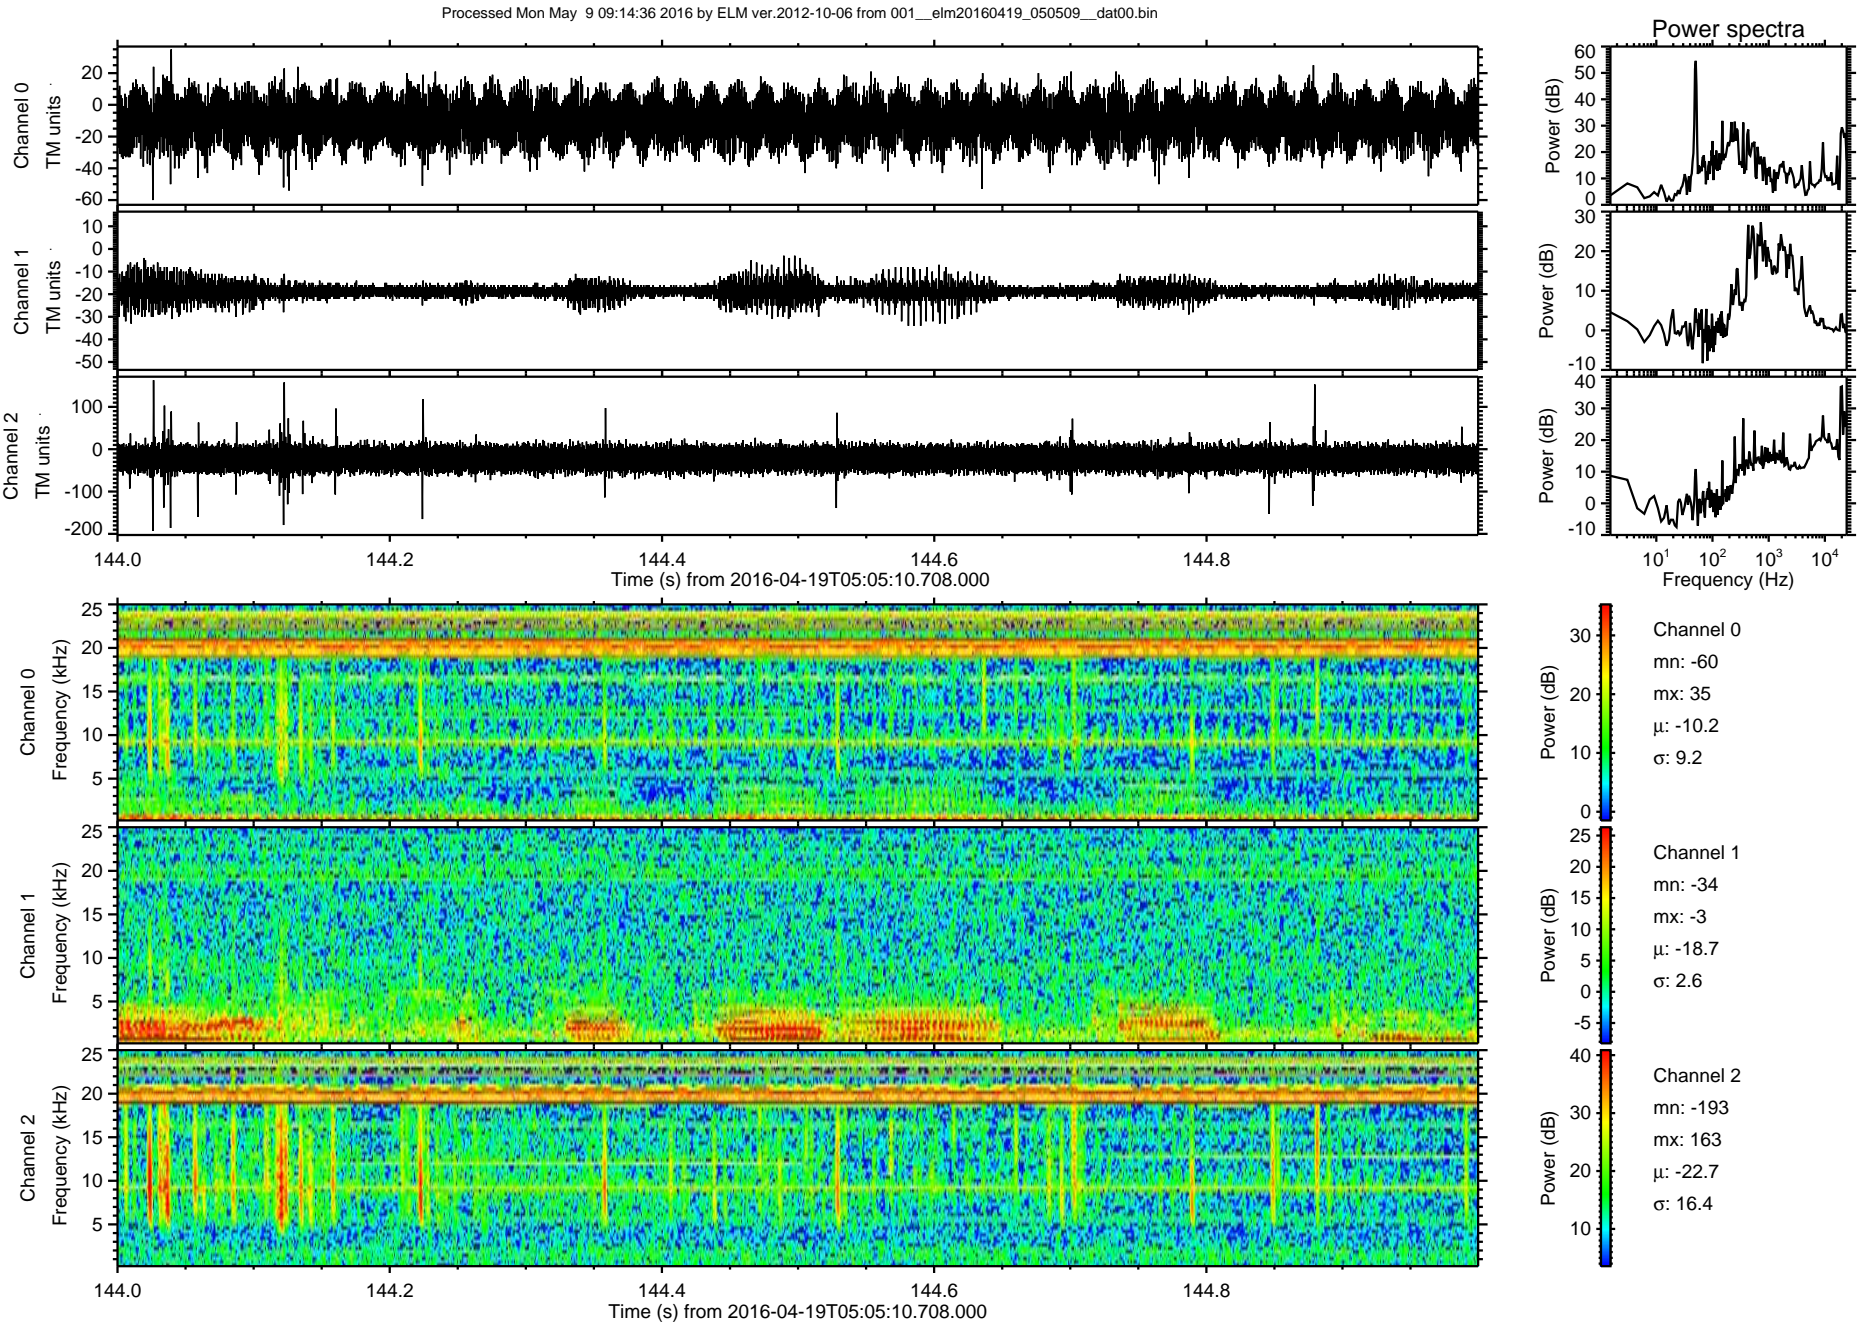 Processed Mon May  9 09:14:36 2016 by ELM ver.2012-10-06 from 001__elm20160419_050509__dat00.bin
Power spectra
Channel 0
TM units
20
0
-20
-40
-60
Power (dB)
60
50
40
30
20
10
0
Channel 1
TM units
10
0
-10
-20
-30
-40
-50
Power (dB)
30
20
10
0
-10
Channel 2
TM units
100
0
-100
-200
Power (dB)
40
30
20
10
0
-10
144.0 144.2 144.4 144.6 144.8
Time (s) from 2016-04-19T05:05:10.708.000
10¹ 10² 10³ 10⁴
Frequency (Hz)
Channel 0
Frequency (kHz)
25
20
15
10
5
Power (dB)
30
20
10
0
Channel 0
mn: -60
mx: 35
μ: -10.2
σ: 9.2
Channel 1
Frequency (kHz)
25
20
15
10
5
Power (dB)
25
20
15
10
5
0
-5
Channel 1
mn: -34
mx: -3
μ: -18.7
σ: 2.6
Channel 2
Frequency (kHz)
25
20
15
10
5
Power (dB)
40
30
20
10
Channel 2
mn: -193
mx: 163
μ: -22.7
σ: 16.4
144.0 144.2 144.4 144.6 144.8
Time (s) from 2016-04-19T05:05:10.708.000